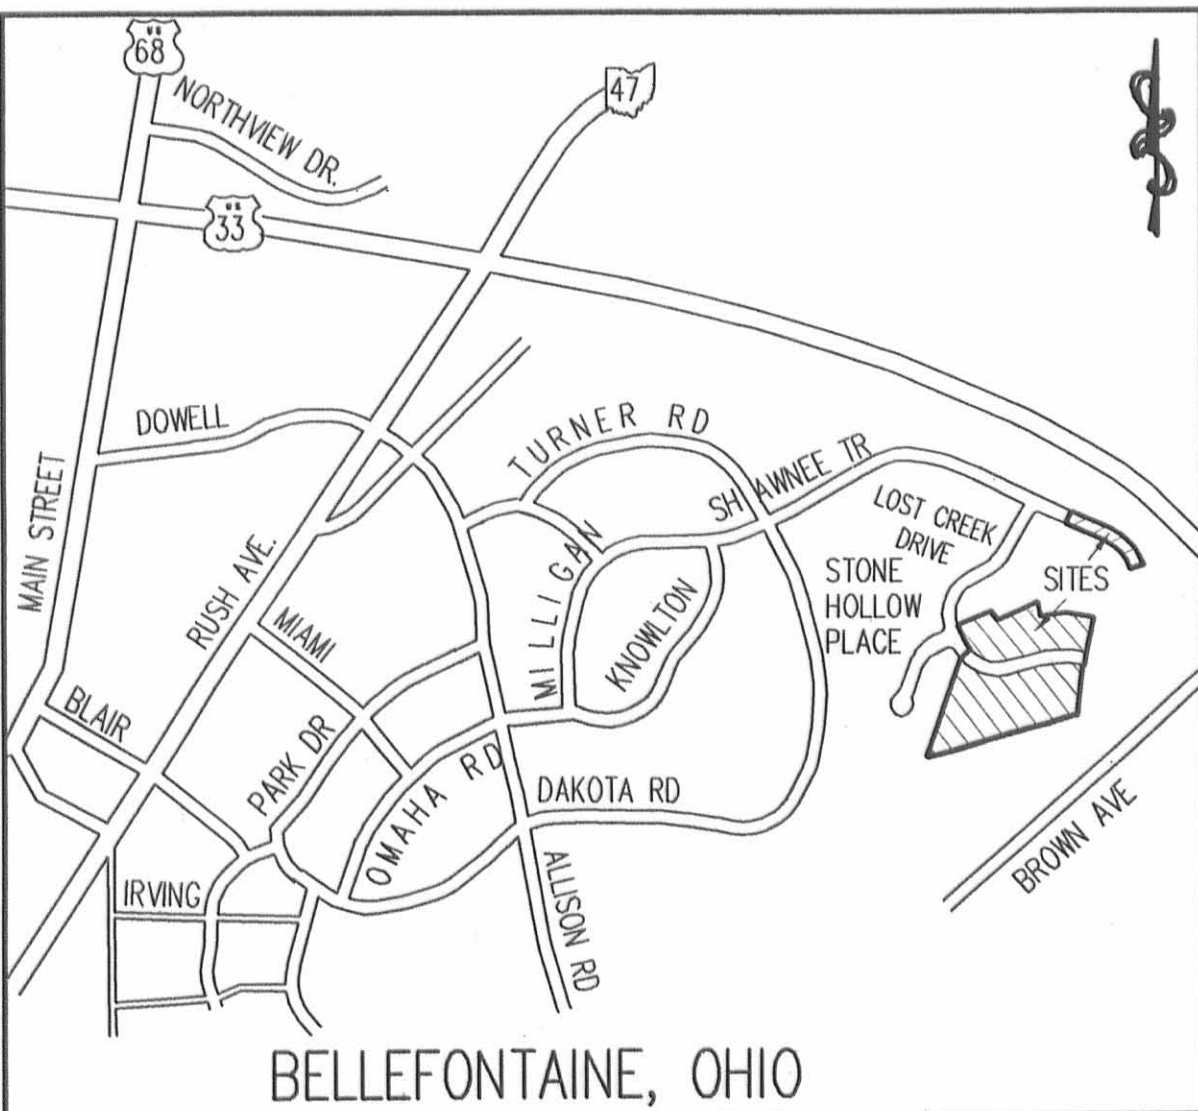 US
68
NORTHVIEW DR.
47
US
33
DOWELL
TURNER RD
SHAWNEE TR
MAIN STREET
LOST CREEK
DRIVE
RUSH AVE.
MILLIGAN
STONE
HOLLOW
PLACE
SITES
MIAMI
KNOWLTON
BLAIR
PARK DR
OMAHA RD
DAKOTA RD
BROWN AVE
IRVING
ALLISON RD
BELLEFONTAINE, OHIO